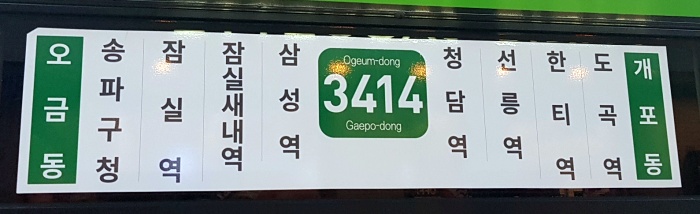 오금동
송파구청
잠실역
잠실새내역
삼성역
Ogeum-dong
3414
Gaepo-dong
청담역
선릉역
한티역
도곡역
개포동